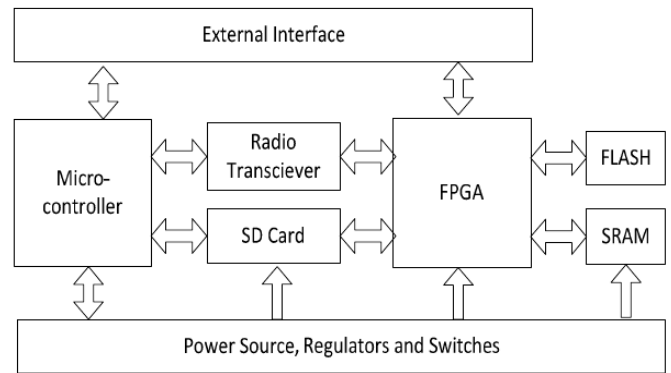 External Interface
Radio
Transciever
Micro-
controller
FPGA
FLASH
SD Card
SRAM
Power Source, Regulators and Switches